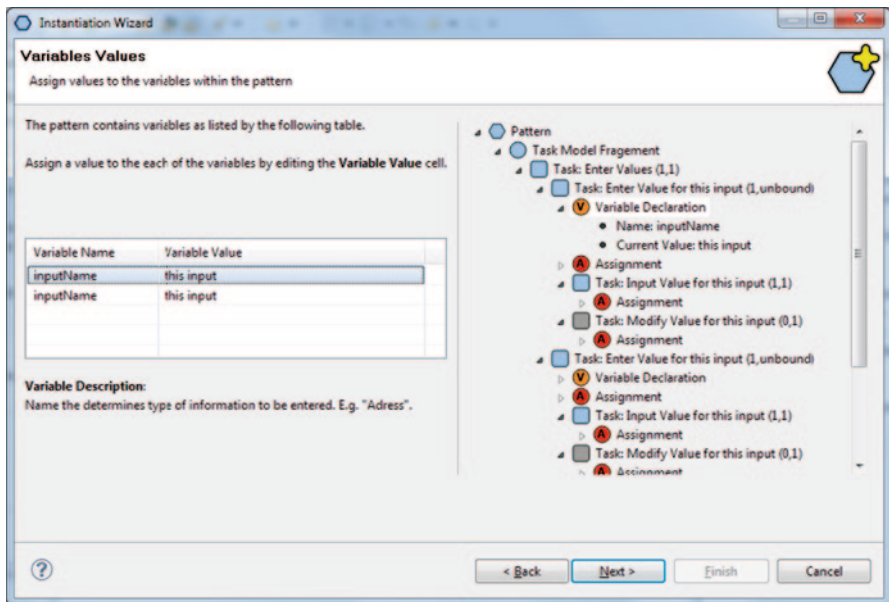 Instantiation Wizard
Variables Values
Assign values to the variables within the pattern
The pattern contains variables as listed by the following table.
Assign a value to the each of the variables by editing the Variable Value cell.
Variable Name Variable Value
inputName this input
inputName this input
Variable Description:
Name the determines type of information to be entered. E.g. "Adress".
Pattern
Task Model Fragement
Task: Enter Values (1,1)
Task: Enter Value for this input (1,unbound)
V Variable Declaration
Name: inputName
Current Value: this input
A Assignment
Task: Input Value for this input (1,1)
A Assignment
Task: Modify Value for this input (0,1)
A Assignment
Task: Enter Value for this input (1,unbound)
V Variable Declaration
A Assignment
Task: Input Value for this input (1,1)
A Assignment
Task: Modify Value for this input (0,1)
A Assignment
? < Back Next > Finish Cancel